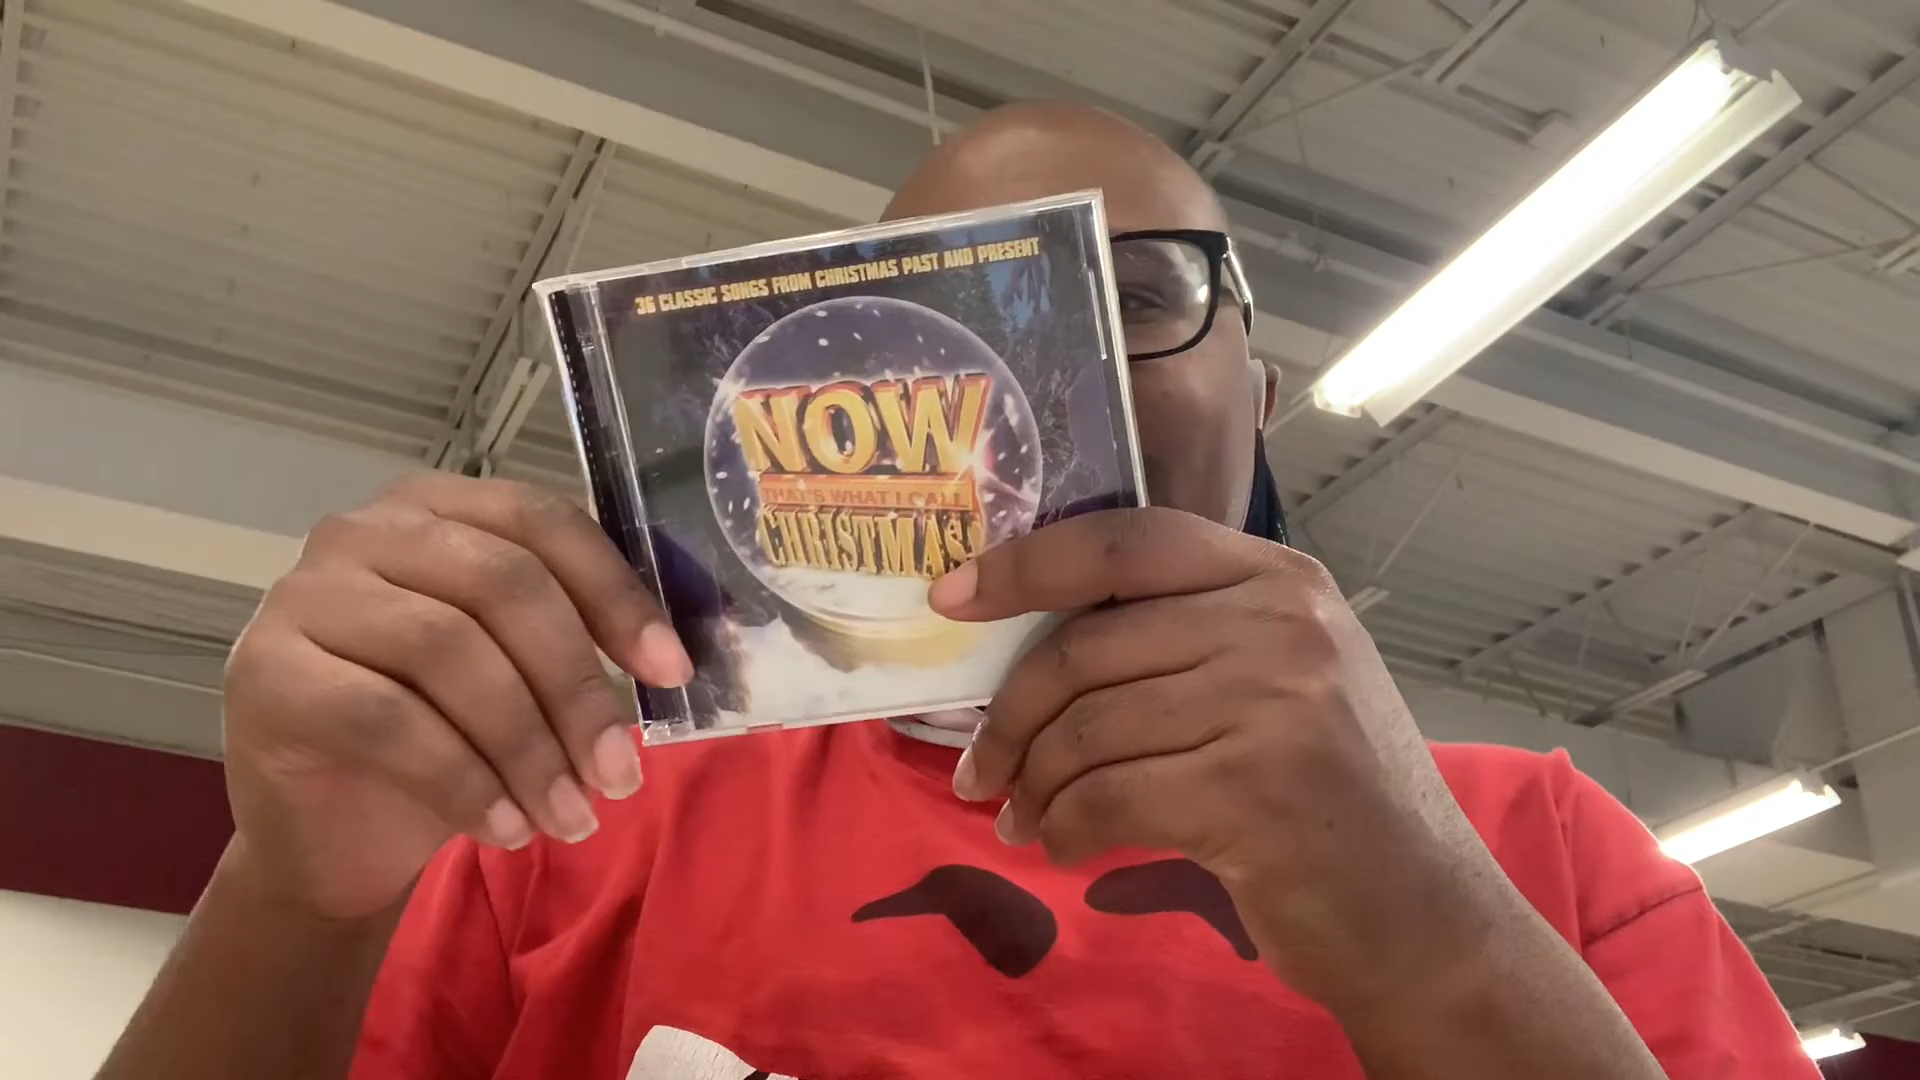 36 CLASSIC SONGS FROM CHRISTMAS PAST AND PRESENT
NOW
THAT'S WHAT I CALL
CHRISTMAS!